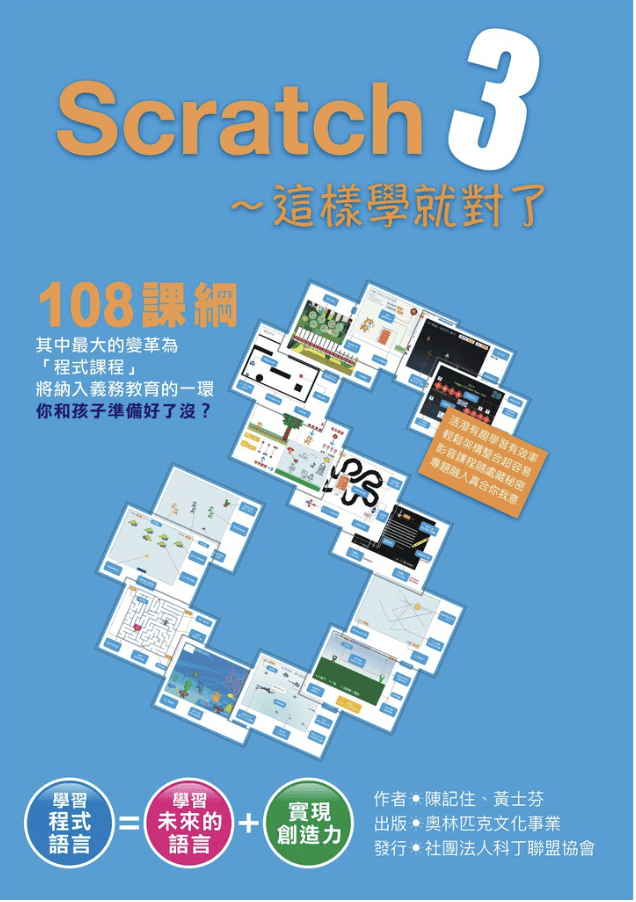 Scratch 3
～這樣學就對了
108課綱
其中最大的變革為
「程式課程」
將納入義務教育的一環
你和孩子準備好了沒？
活潑有趣學習有效率
輕鬆架構整合超容易
影音課程隨處藏秘密
專題融入真合你我意
學習
程式
語言
=
學習
未來的
語言
+
實現
創造力
作者☀陳記住、黃士芬
出版☀奧林匹克文化事業
發行☀社團法人科丁聯盟協會